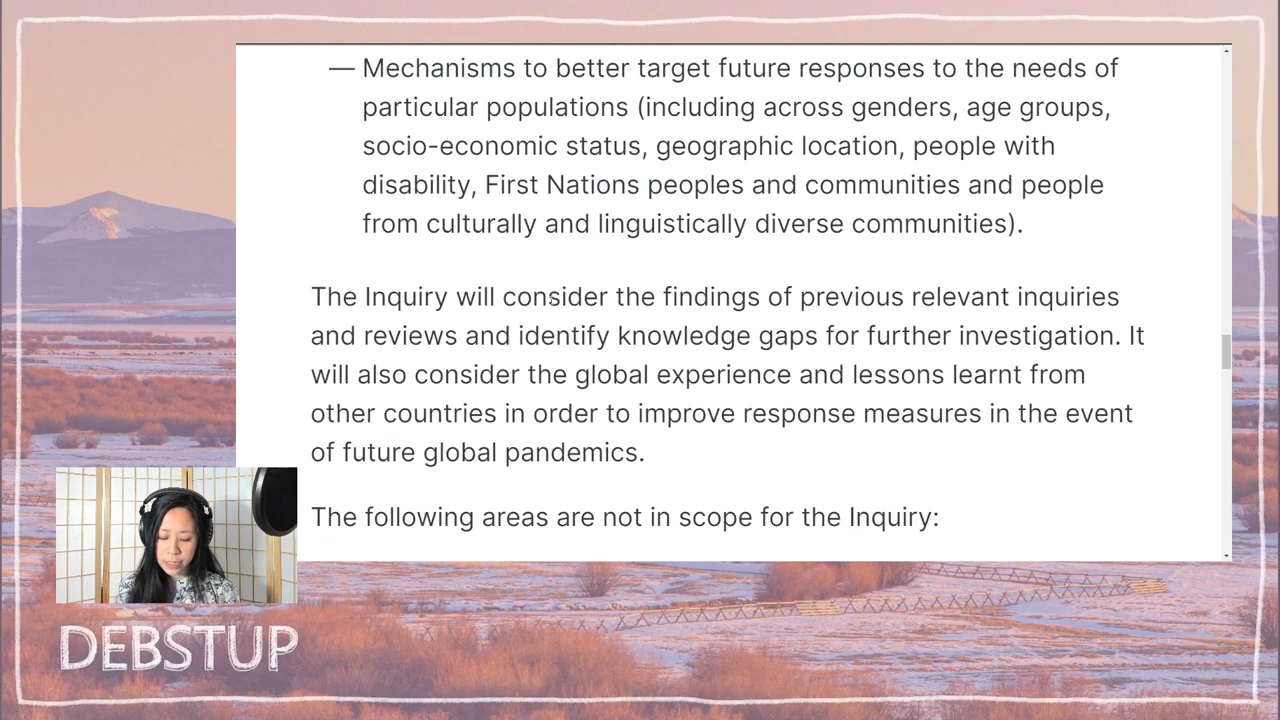 — Mechanisms to better target future responses to the needs of
particular populations (including across genders, age groups,
socio-economic status, geographic location, people with
disability, First Nations peoples and communities and people
from culturally and linguistically diverse communities).
The Inquiry will consider the findings of previous relevant inquiries
and reviews and identify knowledge gaps for further investigation. It
will also consider the global experience and lessons learnt from
other countries in order to improve response measures in the event
of future global pandemics.
The following areas are not in scope for the Inquiry:
DEBSTUP